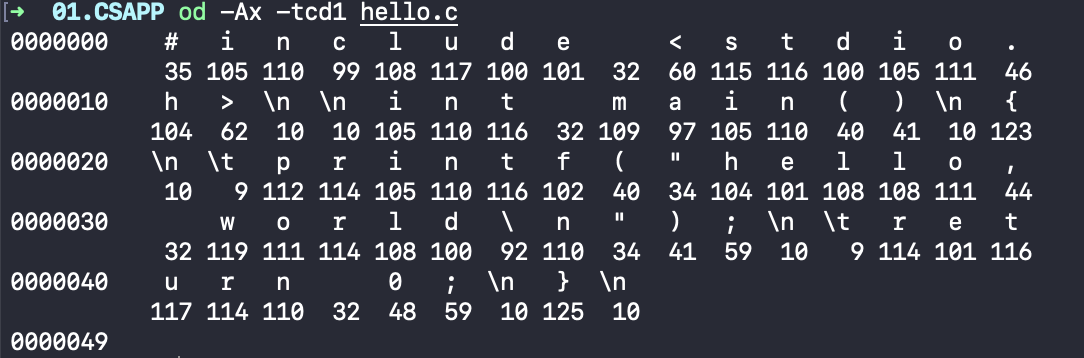 [➜  01.CSAPP od -Ax -tcd1 hello.c
0000000    #   i   n   c   l   u   d   e       <   s   t   d   i   o   .
          35 105 110  99 108 117 100 101  32  60 115 116 100 105 111  46
0000010    h   >  \n  \n   i   n   t       m   a   i   n   (   )  \n   {
         104  62  10  10 105 110 116  32 109  97 105 110  40  41  10 123
0000020   \n  \t   p   r   i   n   t   f   (   "   h   e   l   l   o   ,
          10   9 112 114 105 110 116 102  40  34 104 101 108 108 111  44
0000030        w   o   r   l   d   \   n   "   )   ;  \n  \t   r   e   t
          32 119 111 114 108 100  92 110  34  41  59  10   9 114 101 116
0000040    u   r   n       0   ;  \n   }  \n
         117 114 110  32  48  59  10 125  10
0000049